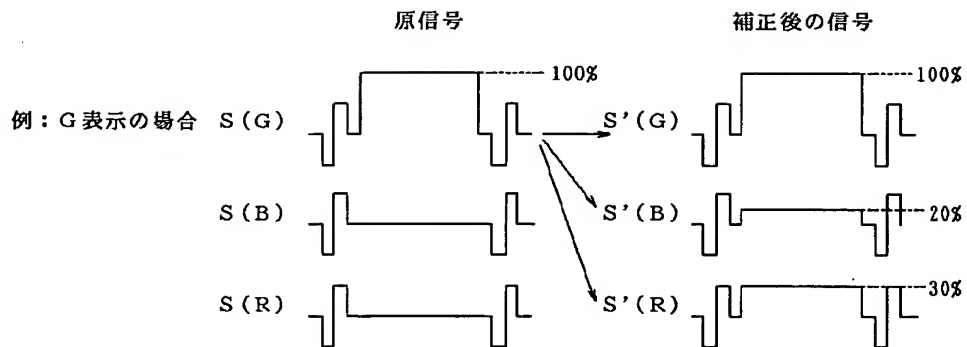 原信号 補正後の信号
100% 100%
例：G表示の場合 S(G) S'(G)
S(B) S'(B) 20%
S(R) S'(R) 30%